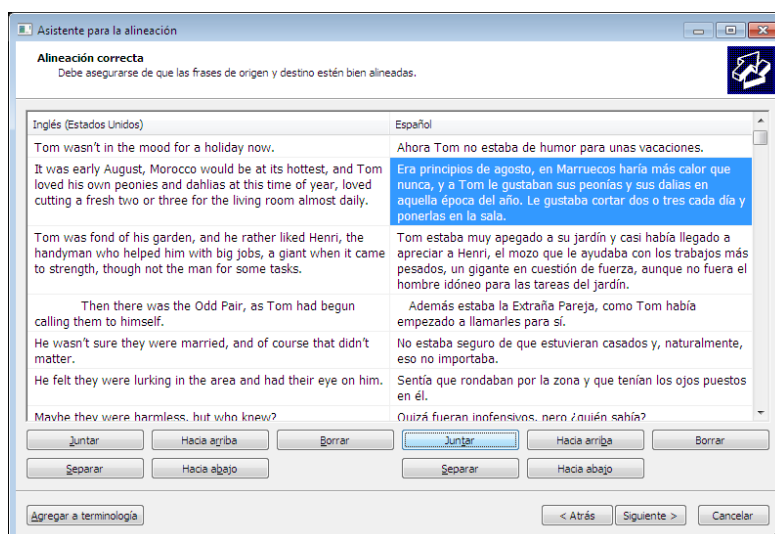 Asistente para la alineación
Alineación correcta
Debe asegurarse de que las frases de origen y destino estén bien alineadas.
Inglés (Estados Unidos)
Español
Tom wasn't in the mood for a holiday now.
Ahora Tom no estaba de humor para unas vacaciones.
It was early August, Morocco would be at its hottest, and Tom
loved his own peonies and dahlias at this time of year, loved
cutting a fresh two or three for the living room almost daily.
Era principios de agosto, en Marruecos haría más calor que
nunca, y a Tom le gustaban sus peonías y sus dalias en
aquella época del año. Le gustaba cortar dos o tres cada día y
ponerlas en la sala.
Tom was fond of his garden, and he rather liked Henri, the
handyman who helped him with big jobs, a giant when it came
to strength, though not the man for some tasks.
Tom estaba muy apegado a su jardín y casi había llegado a
apreciar a Henri, el mozo que le ayudaba con los trabajos más
pesados, un gigante en cuestión de fuerza, aunque no fuera el
hombre idóneo para las tareas del jardín.
Then there was the Odd Pair, as Tom had begun
calling them to himself.
Además estaba la Extraña Pareja, como Tom había
empezado a llamarles para sí.
He wasn't sure they were married, and of course that didn't
matter.
No estaba seguro de que estuvieran casados y, naturalmente,
eso no importaba.
He felt they were lurking in the area and had their eye on him.
Sentía que rondaban por la zona y que tenían los ojos puestos
en él.
Maybe they were harmless, but who knew?
Quizá fueran inofensivos, pero ¿quién sabía?
Juntar
Hacia arriba
Borrar
Juntar
Hacia arriba
Borrar
Separar
Hacia abajo
Separar
Hacia abajo
Agregar a terminología
< Atrás
Siguiente >
Cancelar